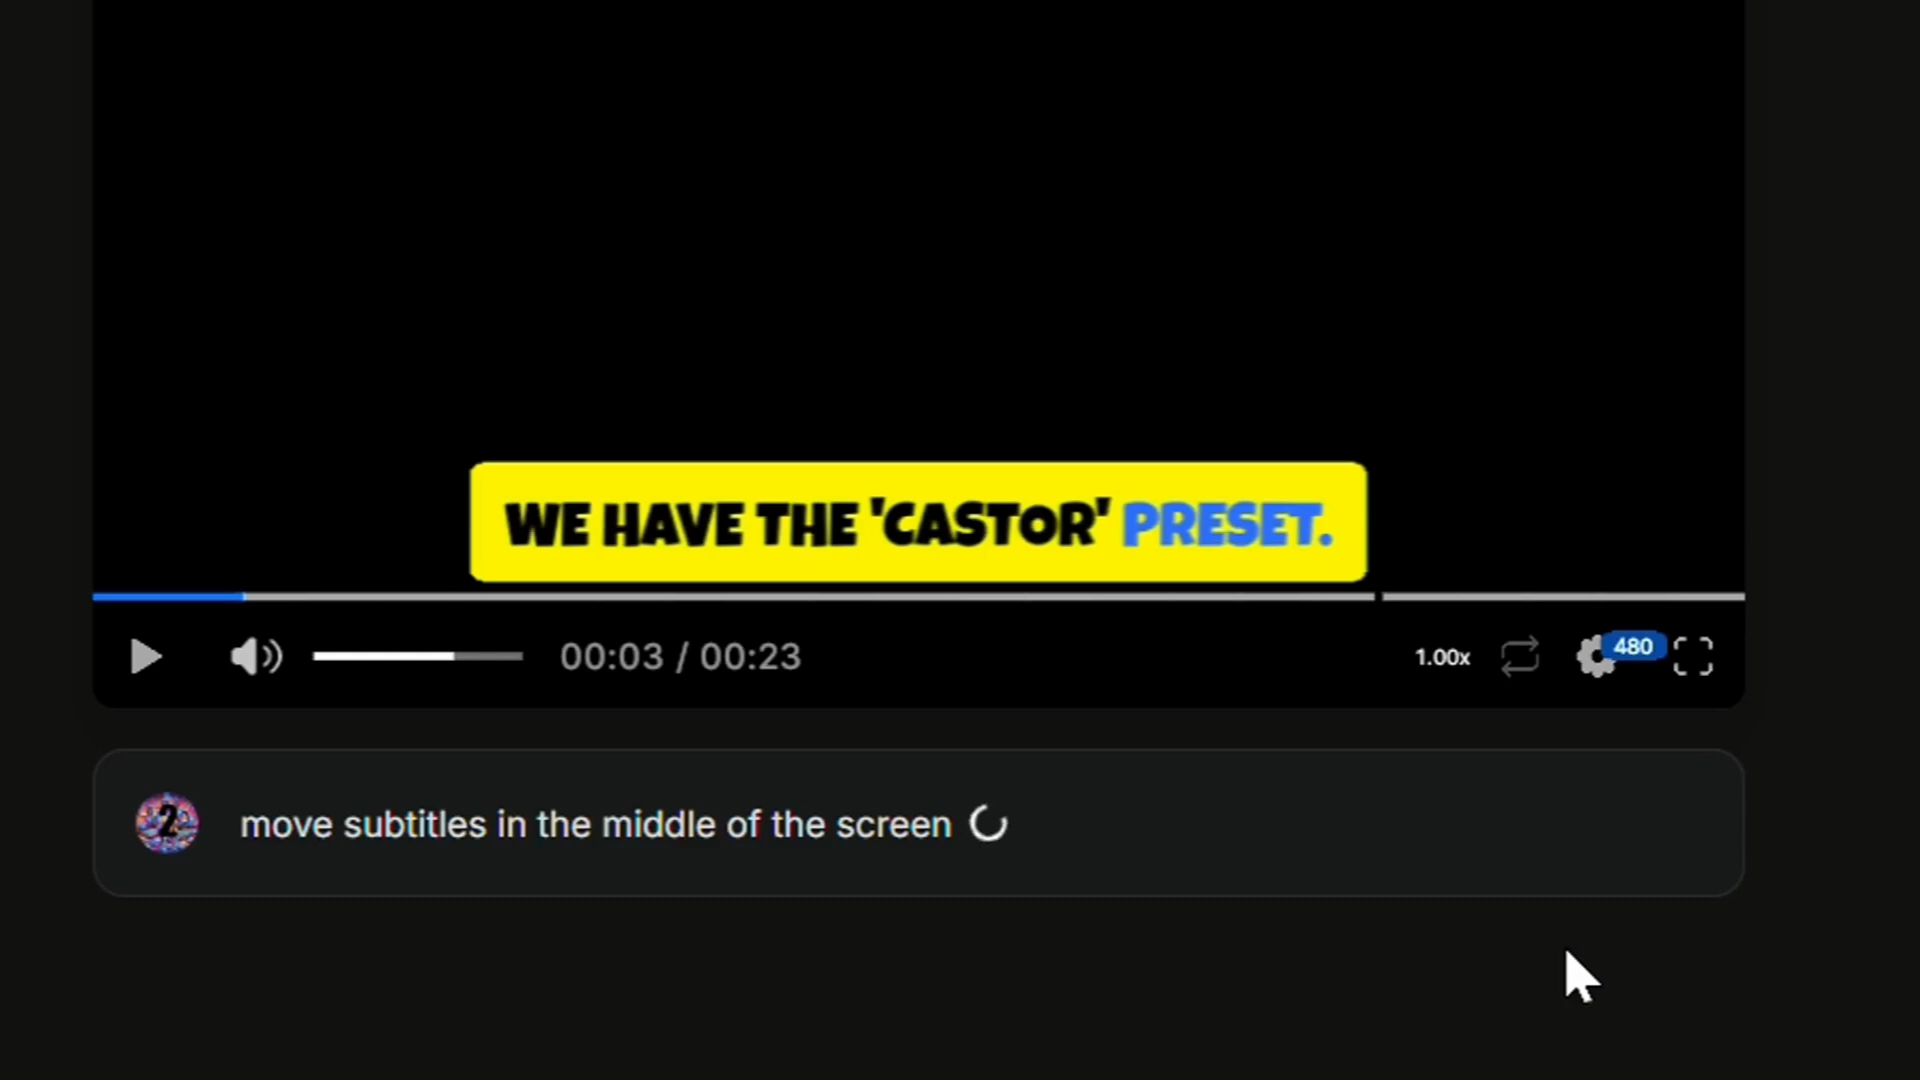 WE HAVE THE 'CASTOR' PRESET.
00:03 / 00:23
1.00x
480
2
move subtitles in the middle of the screen